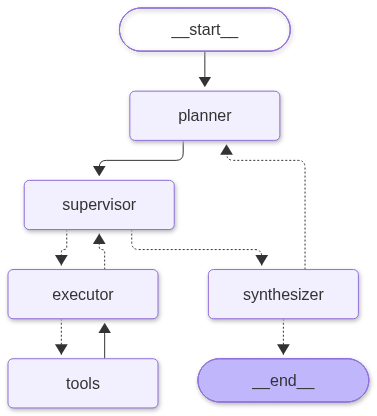 __start__
planner
supervisor
executor
synthesizer
tools
__end__